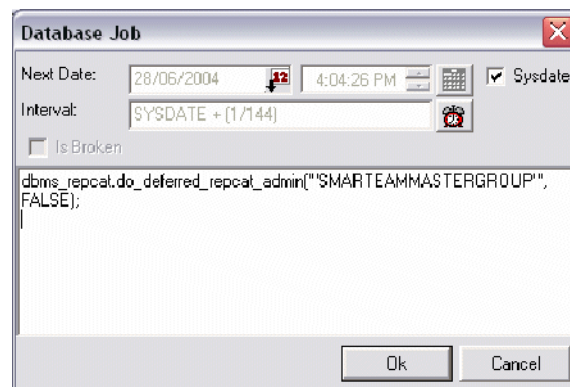 Database Job
Next Date: 28/06/2004 12 4:04:26 PM Sysdate
Interval: SYSDATE + (1/144)
Is Broken
dbms_repcat.do_deferred_repcat_admin('"SMARTEAMMASTERGROUP"',
FALSE);
Ok Cancel